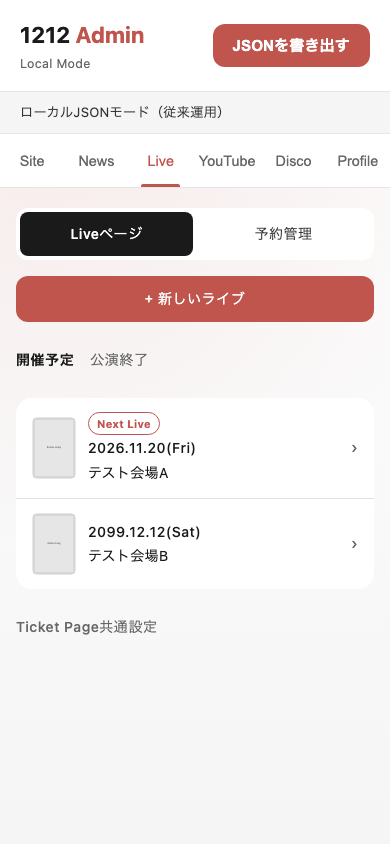 1212 Admin
JSONを書き出す
Local Mode
ローカルJSONモード（従来運用）
Site News Live YouTube Disco Profile
Liveページ 予約管理
+ 新しいライブ
開催予定 公演終了
Next Live
2026.11.20(Fri)
テスト会場A
›
2099.12.12(Sat)
テスト会場B
›
Ticket Page共通設定